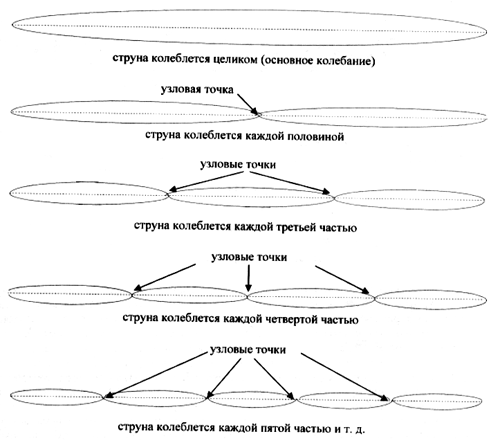 струна колеблется целиком (основное колебание)
узловая точка
струна колеблется каждой половиной
узловые точки
струна колеблется каждой третьей частью
узловые точки
струна колеблется каждой четвертой частью
узловые точки
струна колеблется каждой пятой частью и т. д.